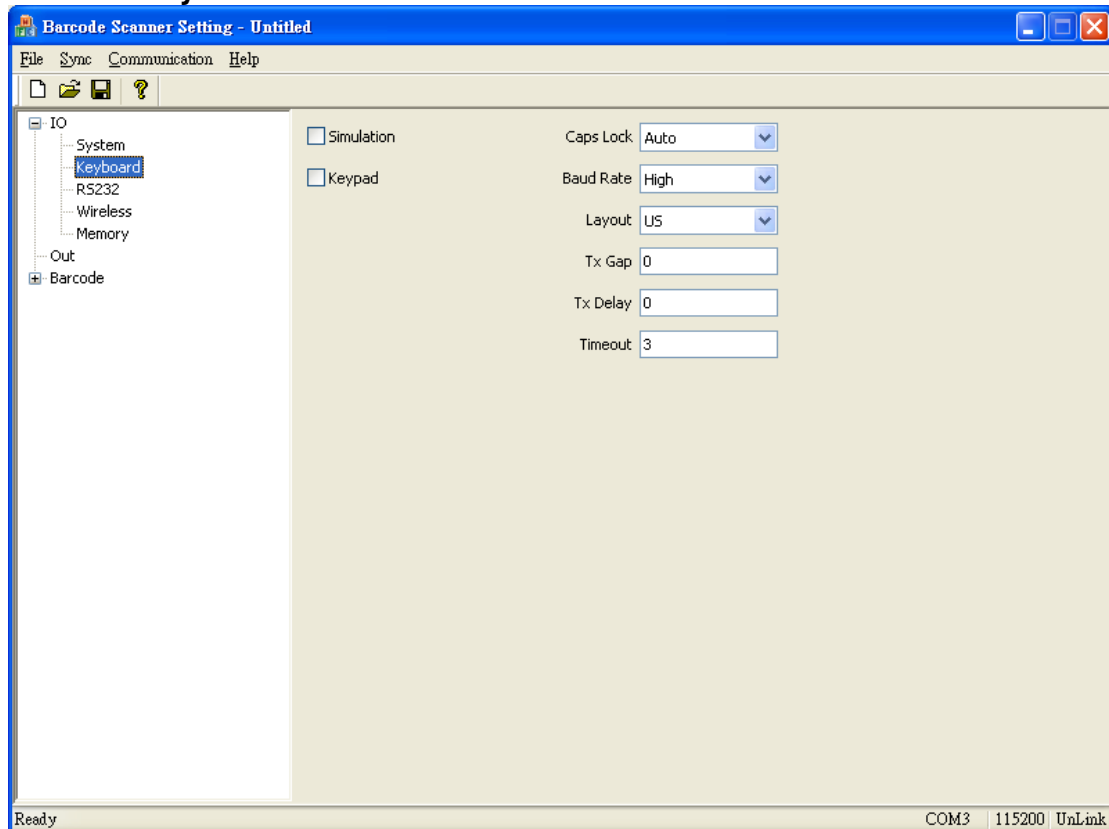 Barcode Scanner Setting - Untitled
File Sync Communication Help
IO
System
Keyboard
RS232
Wireless
Memory
Out
Barcode
Simulation
Keypad
Caps Lock Auto
Baud Rate High
Layout US
Tx Gap 0
Tx Delay 0
Timeout 3
Ready COM3 115200 UnLink